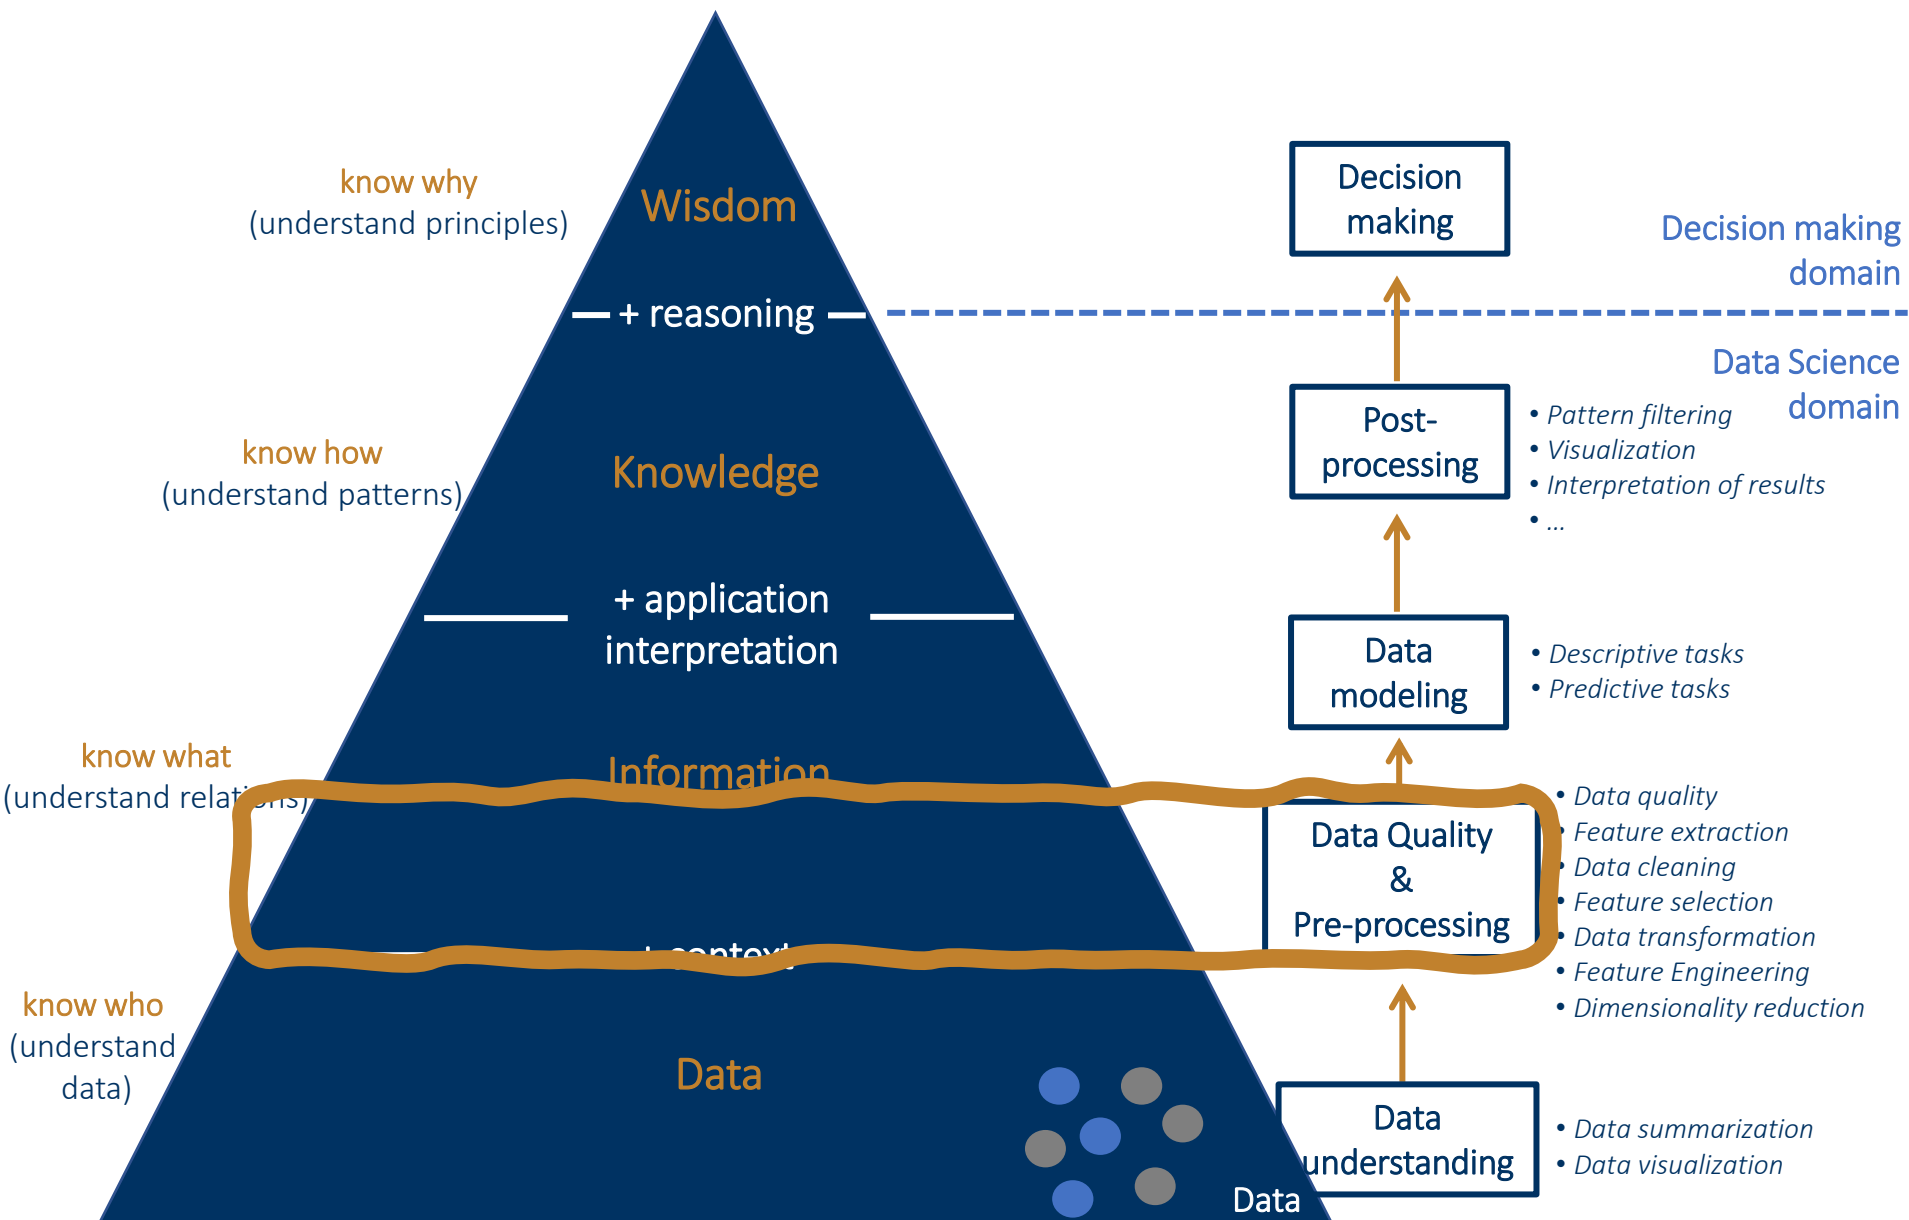 know why
(understand principles)
Wisdom
+ reasoning
know how
(understand patterns)
Knowledge
+ application
interpretation
know what
(understand relations)
Information
+ context
know who
(understand
data)
Data
Data
Decision
making
Decision making
domain
Data Science
domain
Post-
processing
• Pattern filtering
• Visualization
• Interpretation of results
• ...
Data
modeling
• Descriptive tasks
• Predictive tasks
Data Quality
&
Pre-processing
• Data quality
• Feature extraction
• Data cleaning
• Feature selection
• Data transformation
• Feature Engineering
• Dimensionality reduction
Data
understanding
• Data summarization
• Data visualization